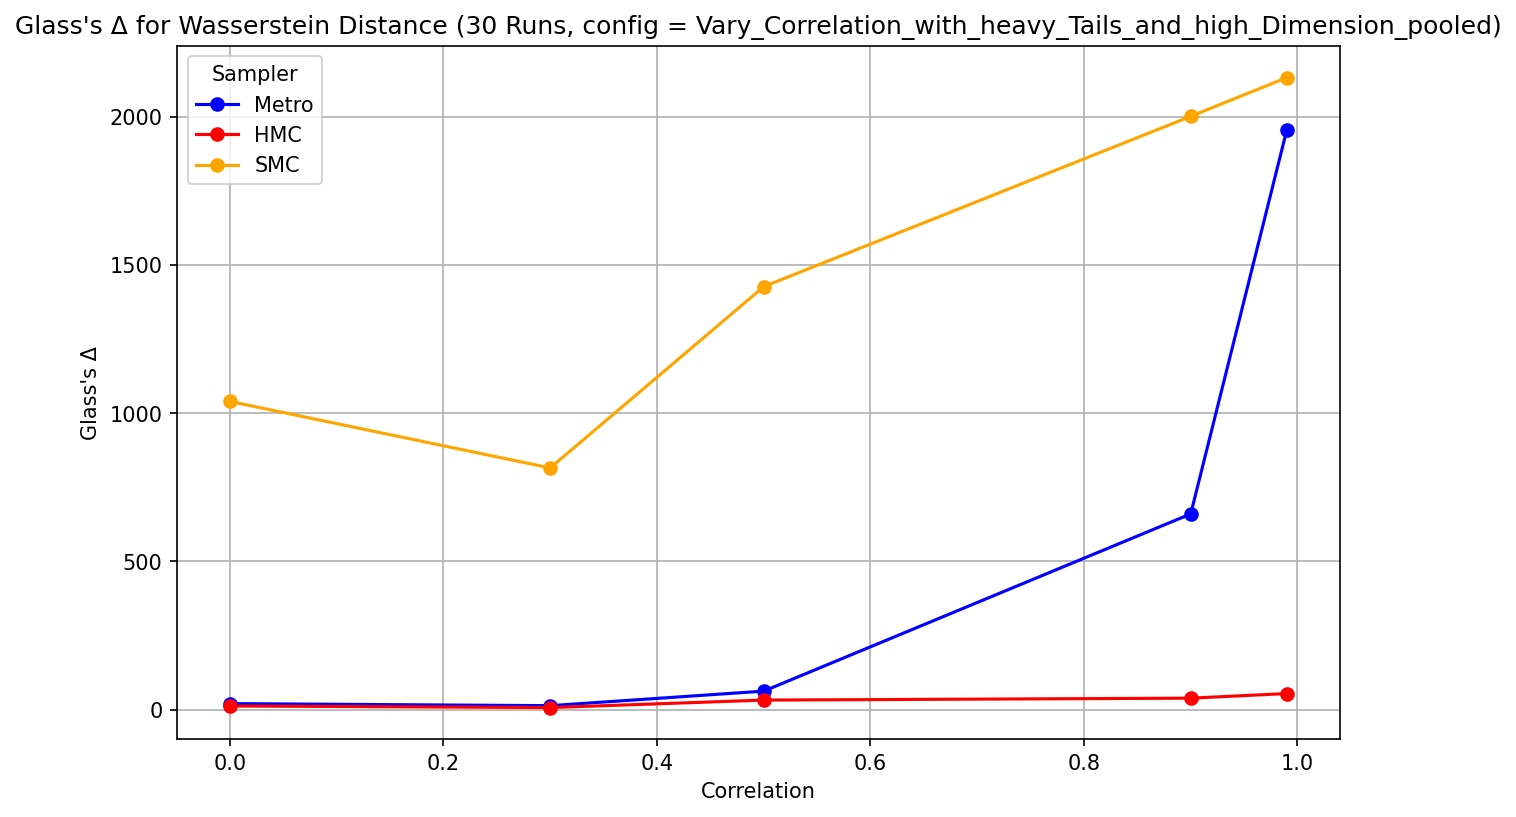 Glass's Δ for Wasserstein Distance (30 Runs, config = Vary_Correlation_with_heavy_Tails_and_high_Dimension_pooled)
Sampler
Metro
HMC
SMC
2000
1500
1000
500
0
Glass's Δ
0.0 0.2 0.4 0.6 0.8 1.0
Correlation